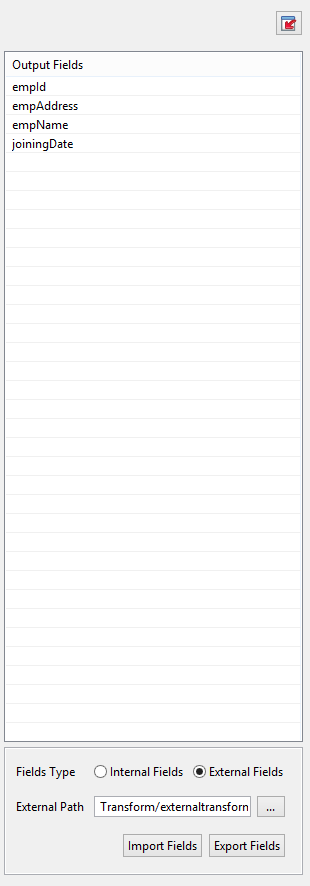 Output Fields
empId
empAddress
empName
joiningDate
Fields Type Internal Fields External Fields
External Path Transform/externaltransforn ...
Import Fields Export Fields